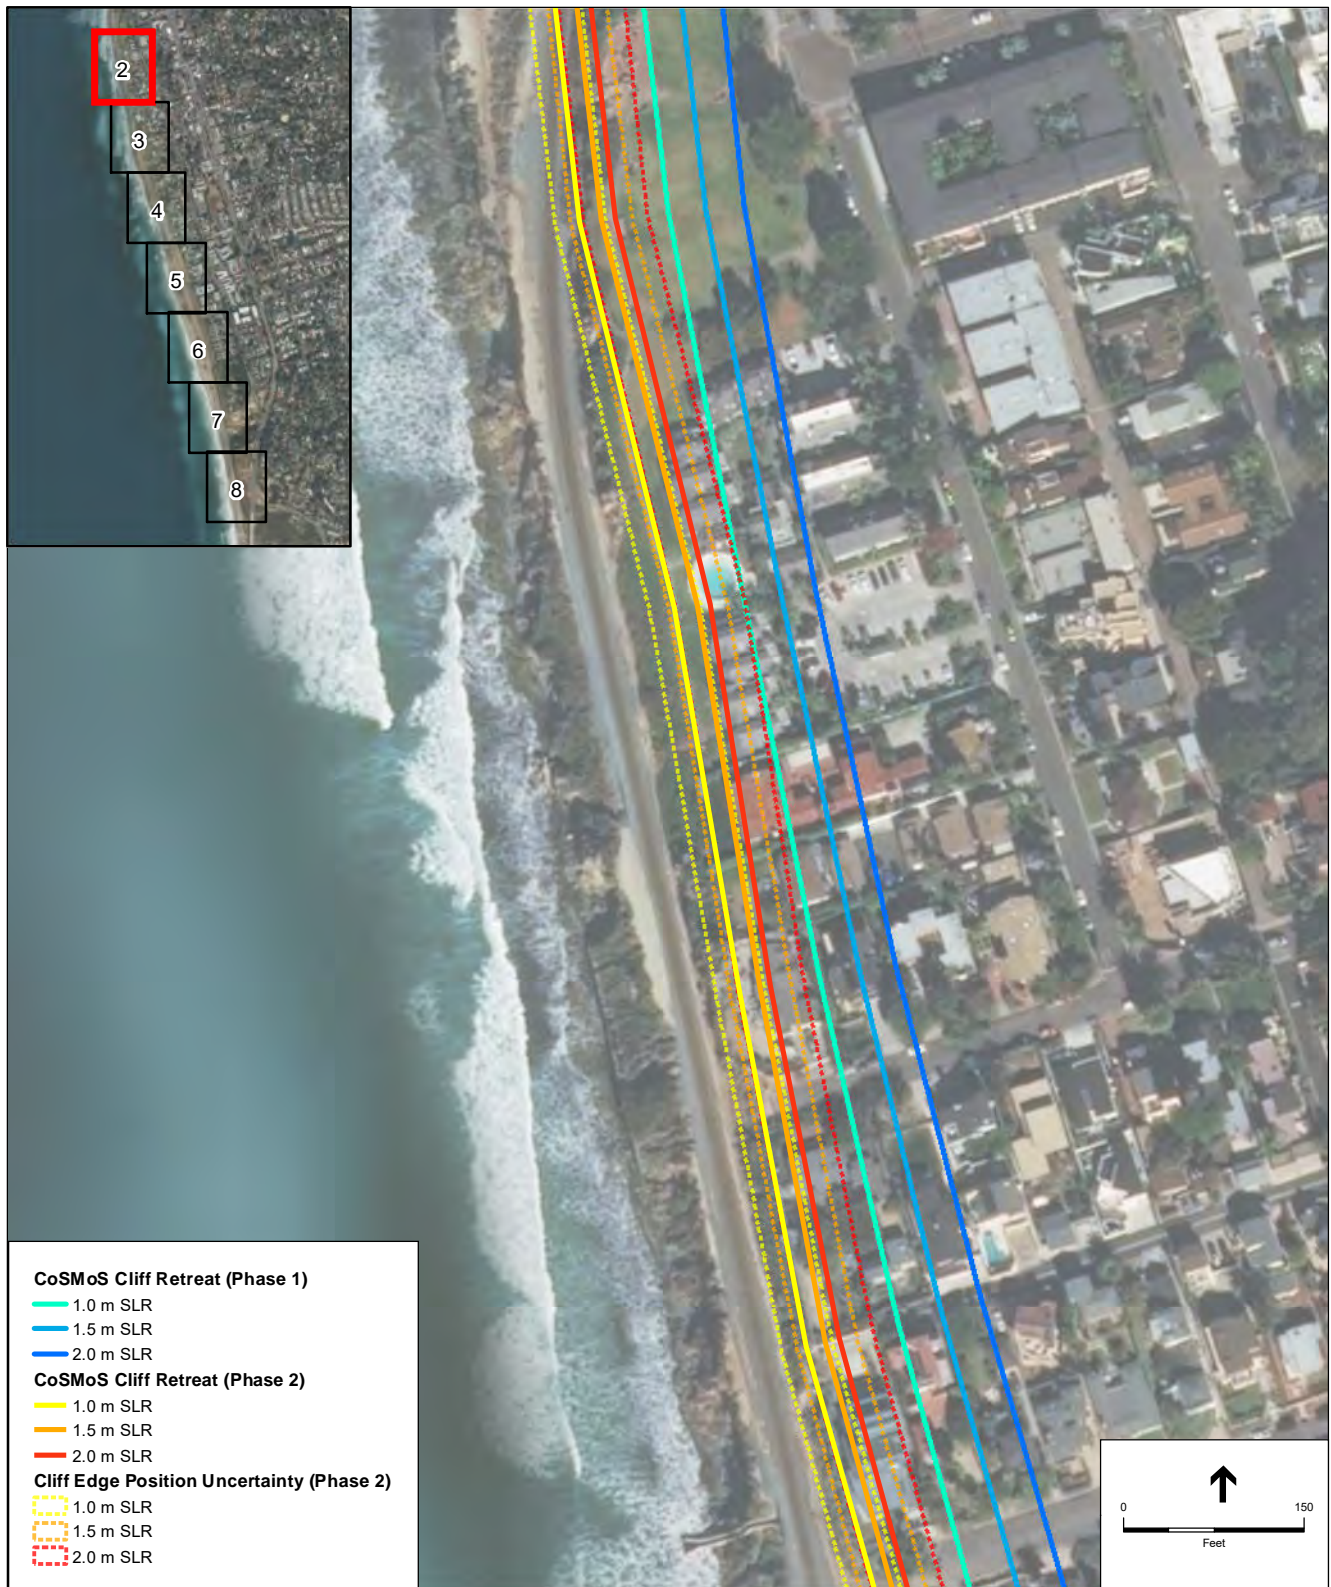 2
3
4
5
6
7
8
CoSMoS Cliff Retreat (Phase 1)
1.0 m SLR
1.5 m SLR
2.0 m SLR
CoSMoS Cliff Retreat (Phase 2)
1.0 m SLR
1.5 m SLR
2.0 m SLR
Cliff Edge Position Uncertainty (Phase 2)
1.0 m SLR
1.5 m SLR
2.0 m SLR
0 150
Feet